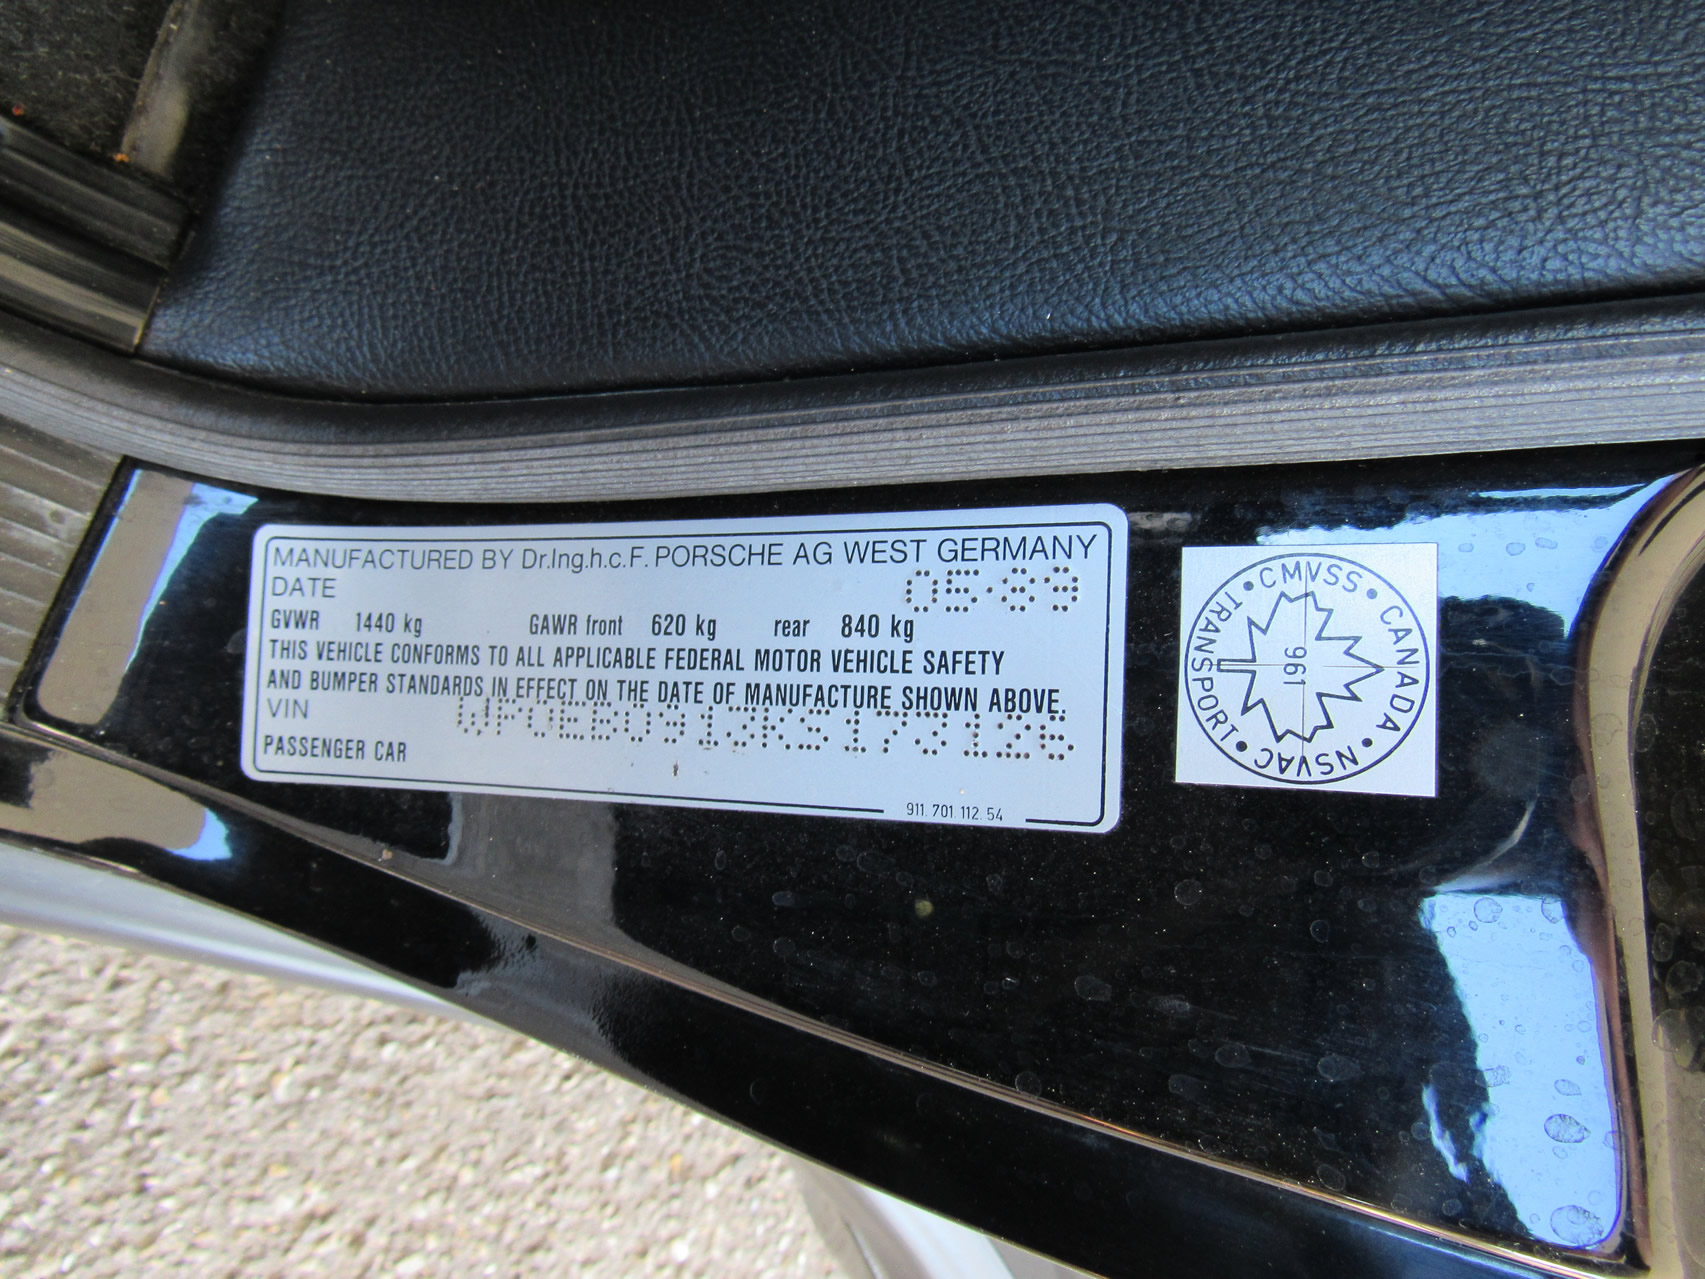 MANUFACTURED BY Dr.Ing.h.c.F. PORSCHE AG WEST GERMANY
DATE 05·89
GVWR 1440 kg GAWR front 620 kg rear 840 kg
THIS VEHICLE CONFORMS TO ALL APPLICABLE FEDERAL MOTOR VEHICLE SAFETY
AND BUMPER STANDARDS IN EFFECT ON THE DATE OF MANUFACTURE SHOWN ABOVE.
VIN WP0EB0913KS173126
PASSENGER CAR
911. 701. 112. 54
TRANSPORT • CMVSS • CANADA • NSVAC •
961